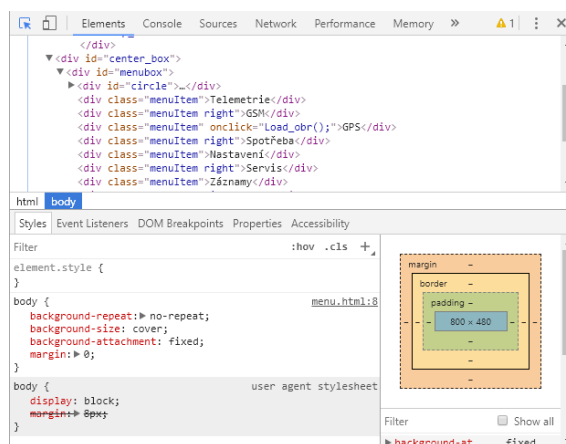 Elements Console Sources Network Performance Memory » 1
</div>
▼<div id="center_box">
▼<div id="menubox">
▶<div id="circle">…</div>
<div class="menuItem">Telemetrie</div>
<div class="menuItem right">GSM</div>
<div class="menuItem" onclick="Load_obr();">GPS</div>
<div class="menuItem right">Spotřeba</div>
<div class="menuItem">Nastavení</div>
<div class="menuItem right">Servis</div>
<div class="menuItem">Záznamy</div>
html body
Styles Event Listeners DOM Breakpoints Properties Accessibility
Filter :hov .cls +
element.style {
}
body { menu.html:8
background-repeat:▶ no-repeat;
background-size: cover;
background-attachment: fixed;
margin:▶ 0;
}
body { user agent stylesheet
display: block;
margin:▶ 8px;
}
margin –
border –
padding –
– – – 800 × 480 – – –
–
–
–
Filter Show all
▶ background-at… fixed